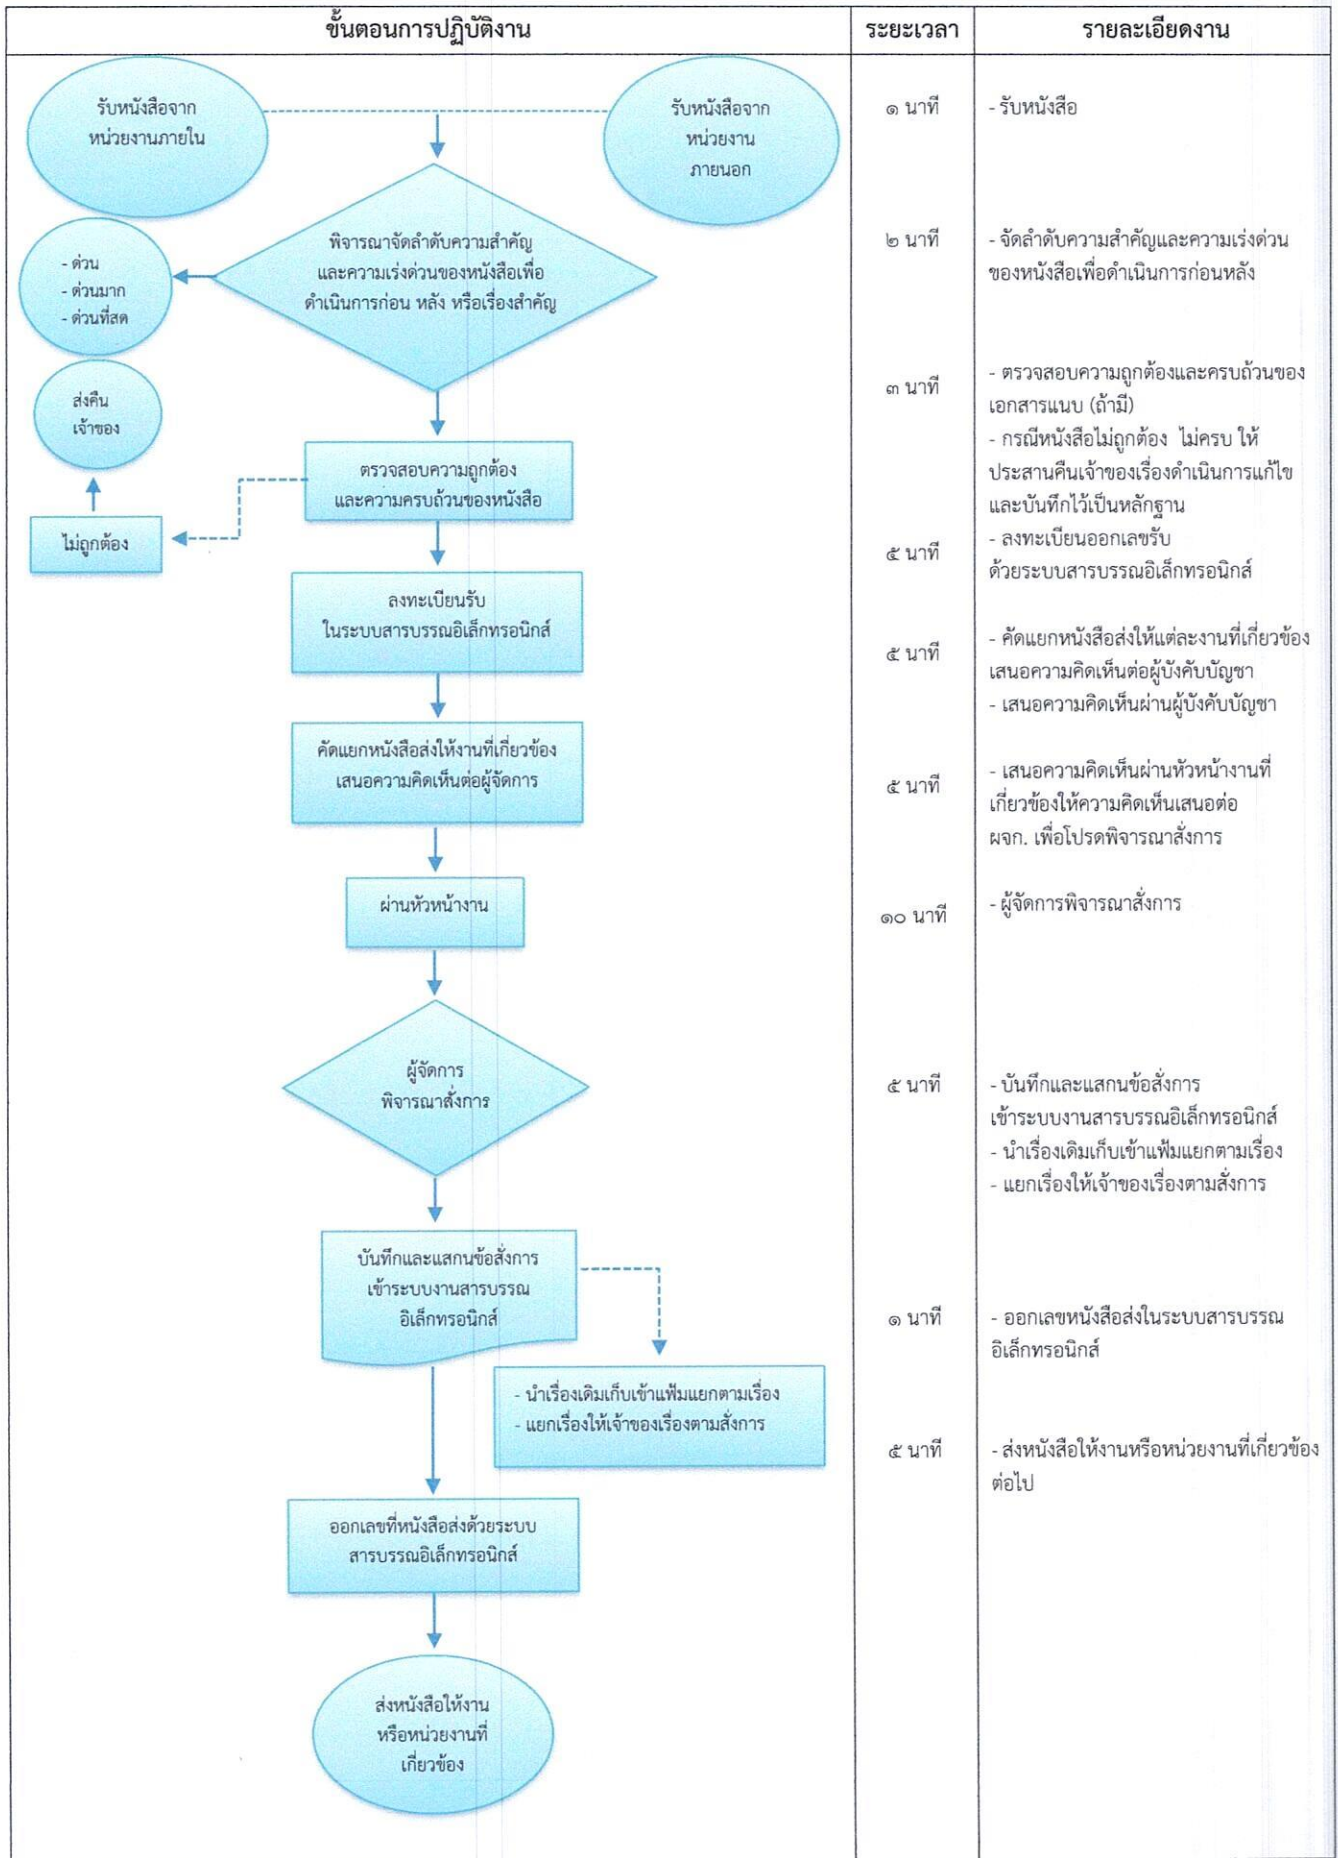 ขั้นตอนการปฏิบัติงาน
ระยะเวลา
รายละเอียดงาน
รับหนังสือจาก
หน่วยงานภายใน
รับหนังสือจาก
หน่วยงาน
ภายนอก
๑ นาที
- รับหนังสือ
พิจารณาจัดลำดับความสำคัญ
และความเร่งด่วนของหนังสือเพื่อ
ดำเนินการก่อน หลัง หรือเรื่องสำคัญ
- ด่วน
- ด่วนมาก
- ด่วนที่สด
๒ นาที
- จัดลำดับความสำคัญและความเร่งด่วน
ของหนังสือเพื่อดำเนินการก่อนหลัง
ส่งคืน
เจ้าของ
ตรวจสอบความถูกต้อง
และความครบถ้วนของหนังสือ
ไม่ถูกต้อง
๓ นาที
- ตรวจสอบความถูกต้องและครบถ้วนของ
เอกสารแนบ (ถ้ามี)
- กรณีหนังสือไม่ถูกต้อง ไม่ครบ ให้
ประสานคืนเจ้าของเรื่องดำเนินการแก้ไข
และบันทึกไว้เป็นหลักฐาน
ลงทะเบียนรับ
ในระบบสารบรรณอิเล็กทรอนิกส์
๕ นาที
- ลงทะเบียนออกเลขรับ
ด้วยระบบสารบรรณอิเล็กทรอนิกส์
คัดแยกหนังสือส่งให้งานที่เกี่ยวข้อง
เสนอความคิดเห็นต่อผู้จัดการ
๕ นาที
- คัดแยกหนังสือส่งให้แต่ละงานที่เกี่ยวข้อง
เสนอความคิดเห็นต่อผู้บังคับบัญชา
- เสนอความคิดเห็นผ่านผู้บังคับบัญชา
ผ่านหัวหน้างาน
๕ นาที
- เสนอความคิดเห็นผ่านหัวหน้างานที่
เกี่ยวข้องให้ความคิดเห็นเสนอต่อ
ผจก. เพื่อโปรดพิจารณาสั่งการ
ผู้จัดการ
พิจารณาสั่งการ
๑๐ นาที
- ผู้จัดการพิจารณาสั่งการ
บันทึกและแสกนข้อสั่งการ
เข้าระบบงานสารบรรณ
อิเล็กทรอนิกส์
- นำเรื่องเดิมเก็บเข้าแฟ้มแยกตามเรื่อง
- แยกเรื่องให้เจ้าของเรื่องตามสั่งการ
๕ นาที
- บันทึกและแสกนข้อสั่งการ
เข้าระบบงานสารบรรณอิเล็กทรอนิกส์
- นำเรื่องเดิมเก็บเข้าแฟ้มแยกตามเรื่อง
- แยกเรื่องให้เจ้าของเรื่องตามสั่งการ
ออกเลขที่หนังสือส่งด้วยระบบ
สารบรรณอิเล็กทรอนิกส์
๑ นาที
- ออกเลขหนังสือส่งในระบบสารบรรณ
อิเล็กทรอนิกส์
ส่งหนังสือให้งาน
หรือหน่วยงานที่
เกี่ยวข้อง
๕ นาที
- ส่งหนังสือให้งานหรือหน่วยงานที่เกี่ยวข้อง
ต่อไป